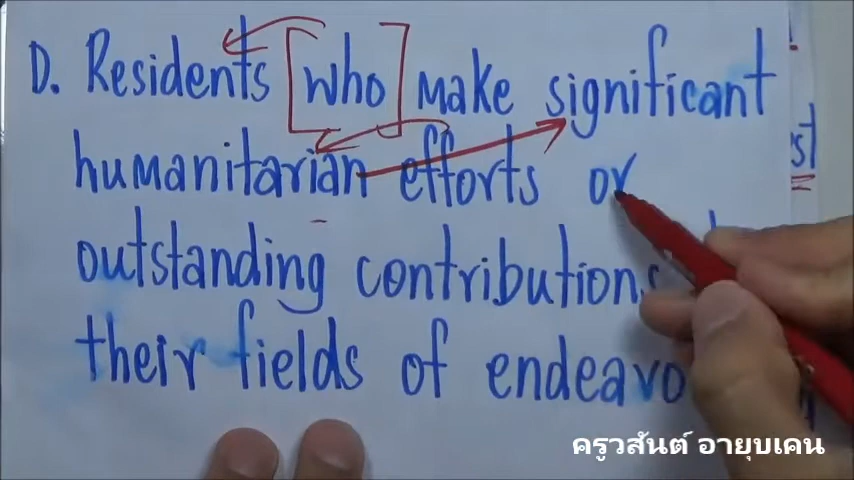 D. Residents [who] make significant
humanitarian efforts or
outstanding contributions
their fields of
st
ครูวสันต์ อายุบเคน